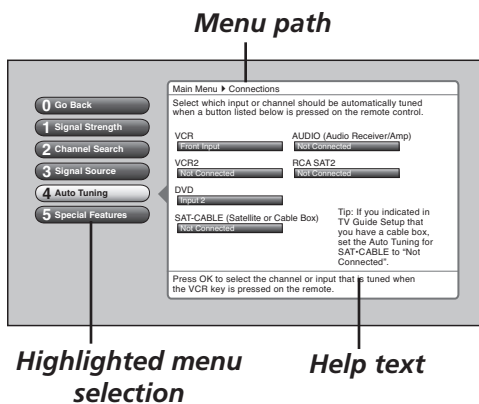 Menu path
0 Go Back
1 Signal Strength
2 Channel Search
3 Signal Source
4 Auto Tuning
5 Special Features
Main Menu ▶ Connections
Select which input or channel should be automatically tuned
when a button listed below is pressed on the remote control.
VCR
Front Input
AUDIO (Audio Receiver/Amp)
Not Connected
VCR2
Not Connected
RCA SAT2
Not Connected
DVD
Input 2
SAT-CABLE (Satellite or Cable Box)
Not Connected
Tip: If you indicated in
TV Guide Setup that
you have a cable box,
set the Auto Tuning for
SAT•CABLE to "Not
Connected".
Press OK to select the channel or input that is tuned when
the VCR key is pressed on the remote.
Highlighted menu
selection
Help text